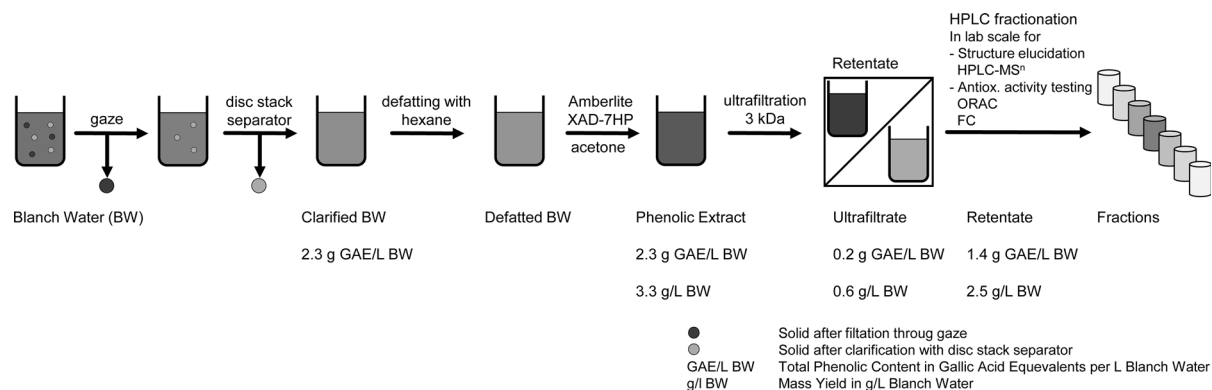 HPLC fractionation
In lab scale for
- Structure elucidation
HPLC-MSⁿ
- Antiox. activity testing
ORAC
FC
Retentate
gaze
disc stack
separator
defatting with
hexane
Amberlite
XAD-7HP
acetone
ultrafiltration
3 kDa
Blanch Water (BW)
Clarified BW
Defatted BW
Phenolic Extract
Ultrafiltrate
Retentate
Fractions
2.3 g GAE/L BW
2.3 g GAE/L BW
0.2 g GAE/L BW
1.4 g GAE/L BW
3.3 g/L BW
0.6 g/L BW
2.5 g/L BW
Solid after filtation throug gaze
Solid after clarification with disc stack separator
GAE/L BW Total Phenolic Content in Gallic Acid Equevalents per L Blanch Water
g/l BW Mass Yield in g/L Blanch Water